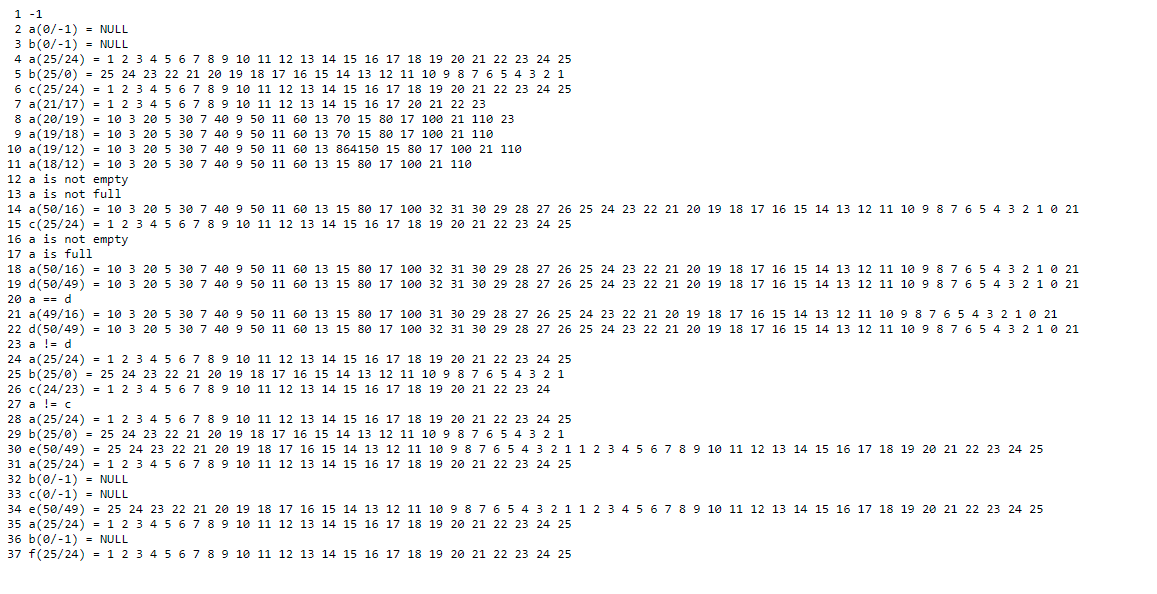 1 -1
2 a(0/-1) = NULL
3 b(0/-1) = NULL
4 a(25/24) = 1 2 3 4 5 6 7 8 9 10 11 12 13 14 15 16 17 18 19 20 21 22 23 24 25
5 b(25/0) = 25 24 23 22 21 20 19 18 17 16 15 14 13 12 11 10 9 8 7 6 5 4 3 2 1
6 c(25/24) = 1 2 3 4 5 6 7 8 9 10 11 12 13 14 15 16 17 18 19 20 21 22 23 24 25
7 a(21/17) = 1 2 3 4 5 6 7 8 9 10 11 12 13 14 15 16 17 20 21 22 23
8 a(20/19) = 10 3 20 5 30 7 40 9 50 11 60 13 70 15 80 17 100 21 110 23
9 a(19/18) = 10 3 20 5 30 7 40 9 50 11 60 13 70 15 80 17 100 21 110
10 a(19/12) = 10 3 20 5 30 7 40 9 50 11 60 13 864150 15 80 17 100 21 110
11 a(18/12) = 10 3 20 5 30 7 40 9 50 11 60 13 15 80 17 100 21 110
12 a is not empty
13 a is not full
14 a(50/16) = 10 3 20 5 30 7 40 9 50 11 60 13 15 80 17 100 32 31 30 29 28 27 26 25 24 23 22 21 20 19 18 17 16 15 14 13 12 11 10 9 8 7 6 5 4 3 2 1 0 21
15 c(25/24) = 1 2 3 4 5 6 7 8 9 10 11 12 13 14 15 16 17 18 19 20 21 22 23 24 25
16 a is not empty
17 a is full
18 a(50/16) = 10 3 20 5 30 7 40 9 50 11 60 13 15 80 17 100 32 31 30 29 28 27 26 25 24 23 22 21 20 19 18 17 16 15 14 13 12 11 10 9 8 7 6 5 4 3 2 1 0 21
19 d(50/49) = 10 3 20 5 30 7 40 9 50 11 60 13 15 80 17 100 32 31 30 29 28 27 26 25 24 23 22 21 20 19 18 17 16 15 14 13 12 11 10 9 8 7 6 5 4 3 2 1 0 21
20 a == d
21 a(49/16) = 10 3 20 5 30 7 40 9 50 11 60 13 15 80 17 100 31 30 29 28 27 26 25 24 23 22 21 20 19 18 17 16 15 14 13 12 11 10 9 8 7 6 5 4 3 2 1 0 21
22 d(50/49) = 10 3 20 5 30 7 40 9 50 11 60 13 15 80 17 100 32 31 30 29 28 27 26 25 24 23 22 21 20 19 18 17 16 15 14 13 12 11 10 9 8 7 6 5 4 3 2 1 0 21
23 a != d
24 a(25/24) = 1 2 3 4 5 6 7 8 9 10 11 12 13 14 15 16 17 18 19 20 21 22 23 24 25
25 b(25/0) = 25 24 23 22 21 20 19 18 17 16 15 14 13 12 11 10 9 8 7 6 5 4 3 2 1
26 c(24/23) = 1 2 3 4 5 6 7 8 9 10 11 12 13 14 15 16 17 18 19 20 21 22 23 24
27 a != c
28 a(25/24) = 1 2 3 4 5 6 7 8 9 10 11 12 13 14 15 16 17 18 19 20 21 22 23 24 25
29 b(25/0) = 25 24 23 22 21 20 19 18 17 16 15 14 13 12 11 10 9 8 7 6 5 4 3 2 1
30 e(50/49) = 25 24 23 22 21 20 19 18 17 16 15 14 13 12 11 10 9 8 7 6 5 4 3 2 1 1 2 3 4 5 6 7 8 9 10 11 12 13 14 15 16 17 18 19 20 21 22 23 24 25
31 a(25/24) = 1 2 3 4 5 6 7 8 9 10 11 12 13 14 15 16 17 18 19 20 21 22 23 24 25
32 b(0/-1) = NULL
33 c(0/-1) = NULL
34 e(50/49) = 25 24 23 22 21 20 19 18 17 16 15 14 13 12 11 10 9 8 7 6 5 4 3 2 1 1 2 3 4 5 6 7 8 9 10 11 12 13 14 15 16 17 18 19 20 21 22 23 24 25
35 a(25/24) = 1 2 3 4 5 6 7 8 9 10 11 12 13 14 15 16 17 18 19 20 21 22 23 24 25
36 b(0/-1) = NULL
37 f(25/24) = 1 2 3 4 5 6 7 8 9 10 11 12 13 14 15 16 17 18 19 20 21 22 23 24 25